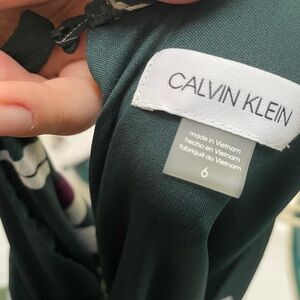 CALVIN KLEIN
made in Vietnam
hecho en Vietnam
fabriqué au Vietnam
6